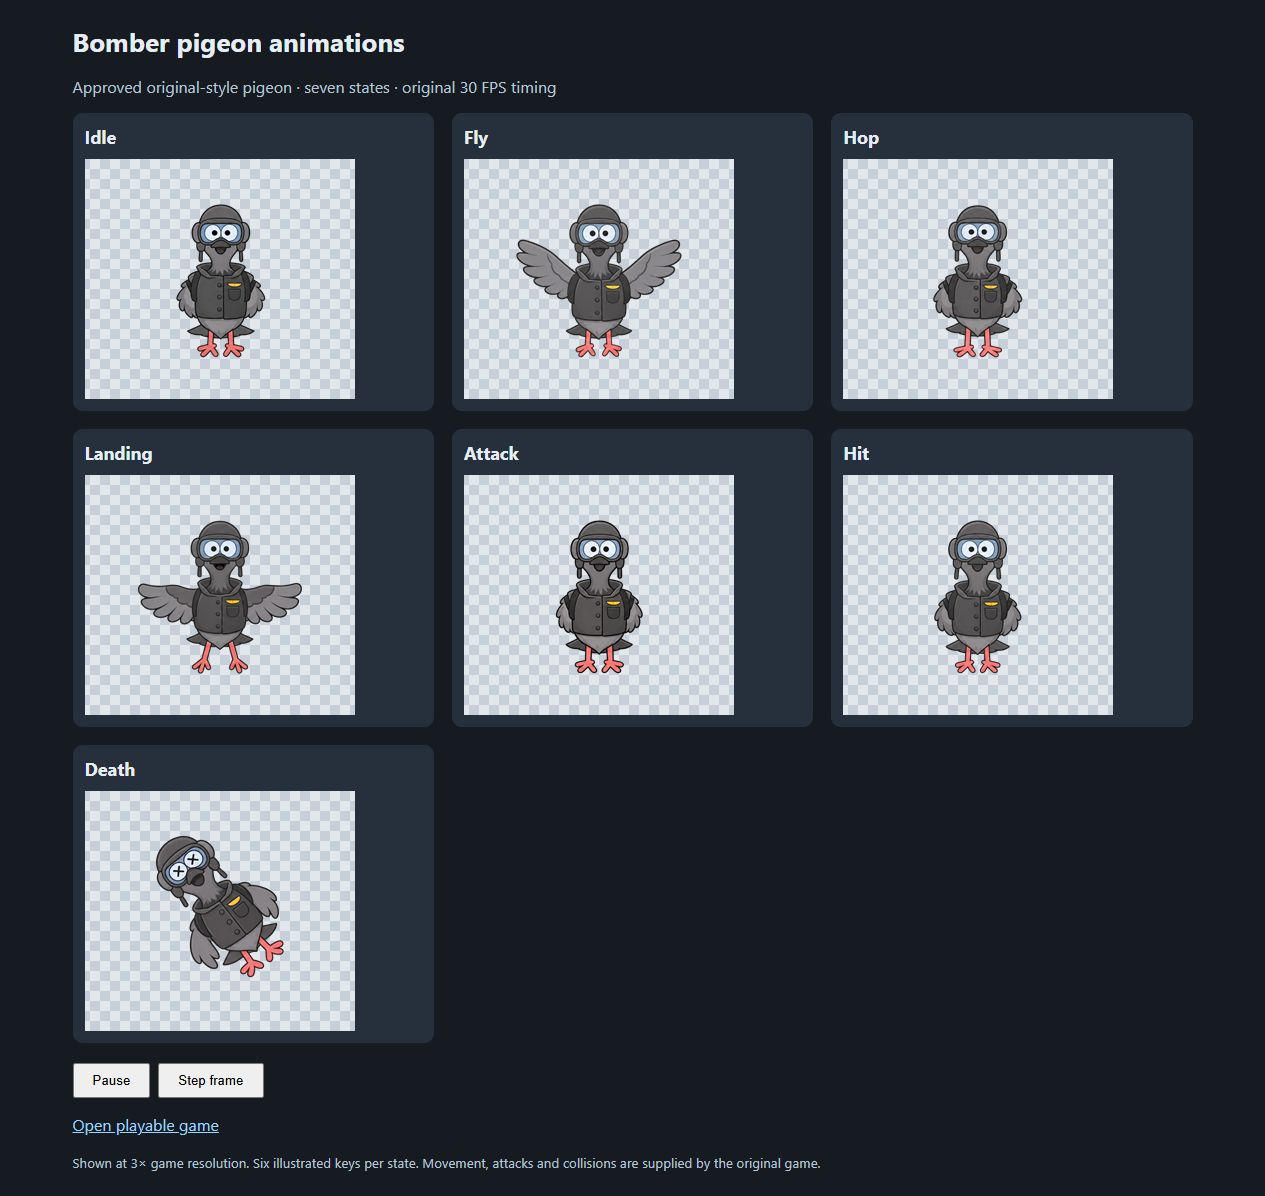 Bomber pigeon animations
Approved original-style pigeon · seven states · original 30 FPS timing
Idle
Fly
Hop
Landing
Attack
Hit
Death
Pause
Step frame
Open playable game
Shown at 3× game resolution. Six illustrated keys per state. Movement, attacks and collisions are supplied by the original game.